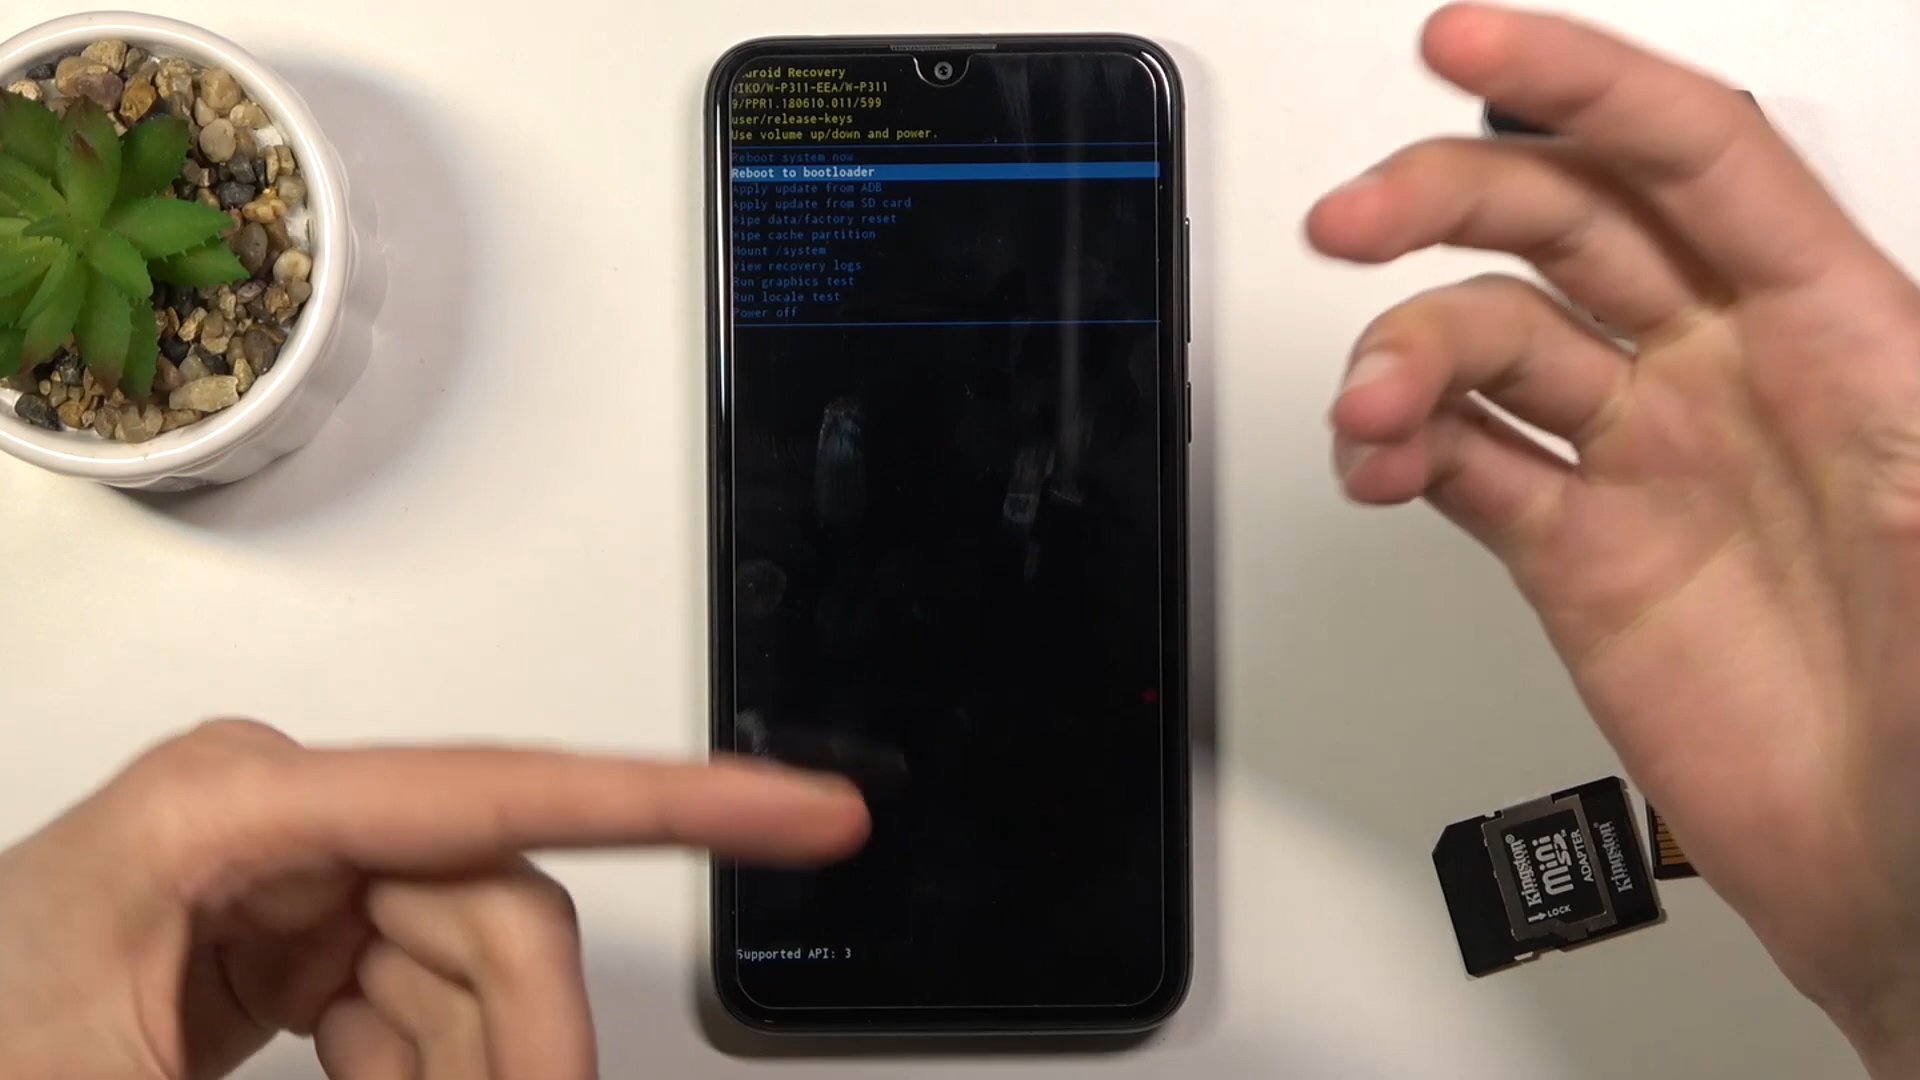 Android Recovery
WIKO/W-P311-EEA/W-P311
9/PPR1.180610.011/599
user/release-keys
Use volume up/down and power.
Reboot system now
Reboot to bootloader
Apply update from ADB
Apply update from SD card
Wipe data/factory reset
Wipe cache partition
Mount /system
View recovery logs
Run graphics test
Run locale test
Power off
Supported API: 3
Kingston
mini
SD
ADAPTER
LOCK
Kingston